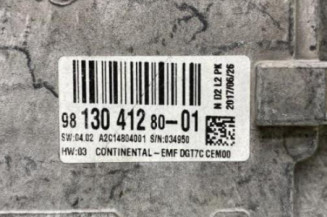 N D2 L2 PK
2017/06/26
98 130 412 80-01
SW:04.02 A2C14804001 S/N:034950
HW:03 CONTINENTAL-EMF DGT7C CEM00